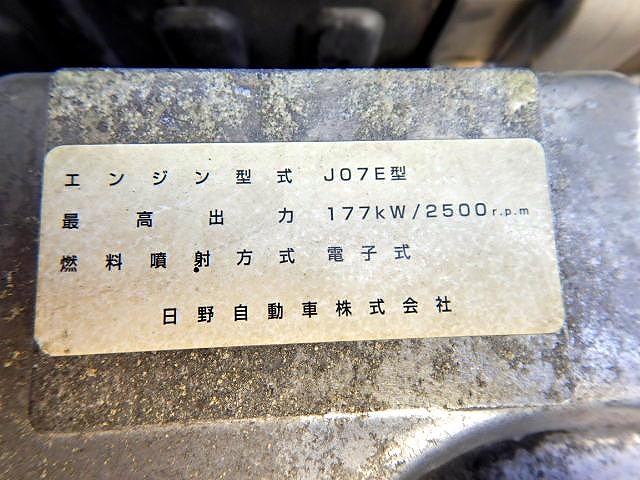 エンジン型式 J07E型
最高出力 177kW/2500r.p.m
燃料噴射方式 電子式
日野自動車株式会社